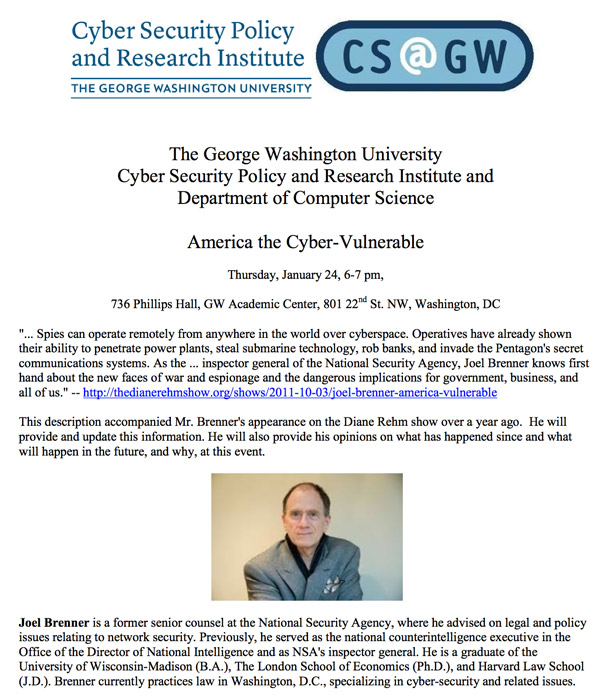 Cyber Security Policy
and Research Institute
THE GEORGE WASHINGTON UNIVERSITY
CS@GW
The George Washington University
Cyber Security Policy and Research Institute and
Department of Computer Science
America the Cyber-Vulnerable
Thursday, January 24, 6-7 pm,
736 Phillips Hall, GW Academic Center, 801 22nd St. NW, Washington, DC
"... Spies can operate remotely from anywhere in the world over cyberspace. Operatives have already shown
their ability to penetrate power plants, steal submarine technology, rob banks, and invade the Pentagon's secret
communications systems. As the ... inspector general of the National Security Agency, Joel Brenner knows first
hand about the new faces of war and espionage and the dangerous implications for government, business, and
all of us." -- http://thedianerehmshow.org/shows/2011-10-03/joel-brenner-america-vulnerable
This description accompanied Mr. Brenner's appearance on the Diane Rehm show over a year ago.  He will
provide and update this information. He will also provide his opinions on what has happened since and what
will happen in the future, and why, at this event.
Joel Brenner is a former senior counsel at the National Security Agency, where he advised on legal and policy
issues relating to network security. Previously, he served as the national counterintelligence executive in the
Office of the Director of National Intelligence and as NSA's inspector general. He is a graduate of the
University of Wisconsin-Madison (B.A.), The London School of Economics (Ph.D.), and Harvard Law School
(J.D.). Brenner currently practices law in Washington, D.C., specializing in cyber-security and related issues.